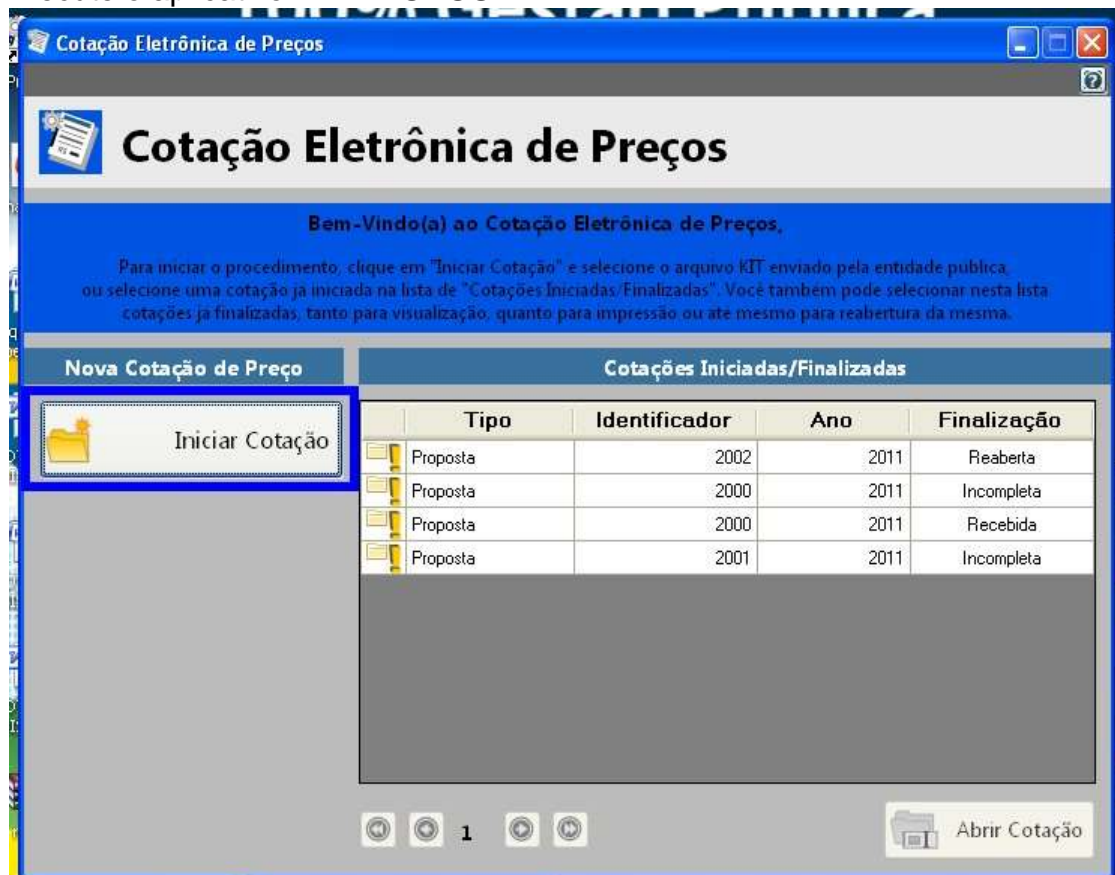 Cotação Eletrônica de Preços
Cotação Eletrônica de Preços
Bem-Vindo(a) ao Cotação Eletrônica de Preços,
Para iniciar o procedimento, clique em "Iniciar Cotação" e selecione o arquivo KIT enviado pela entidade publica,
ou selecione uma cotação ja iniciada na lista de "Cotações Iniciadas/Finalizadas". Você tambem pode selecionar nesta lista
cotações ja finalizadas, tanto para visualização, quanto para impressão ou até mesmo para reabertura da mesma.
Nova Cotação de Preço
Cotações Iniciadas/Finalizadas
Iniciar Cotação
Tipo Identificador Ano Finalização
Proposta 2002 2011 Reaberta
Proposta 2000 2011 Incompleta
Proposta 2000 2011 Recebida
Proposta 2001 2011 Incompleta
1
Abrir Cotação